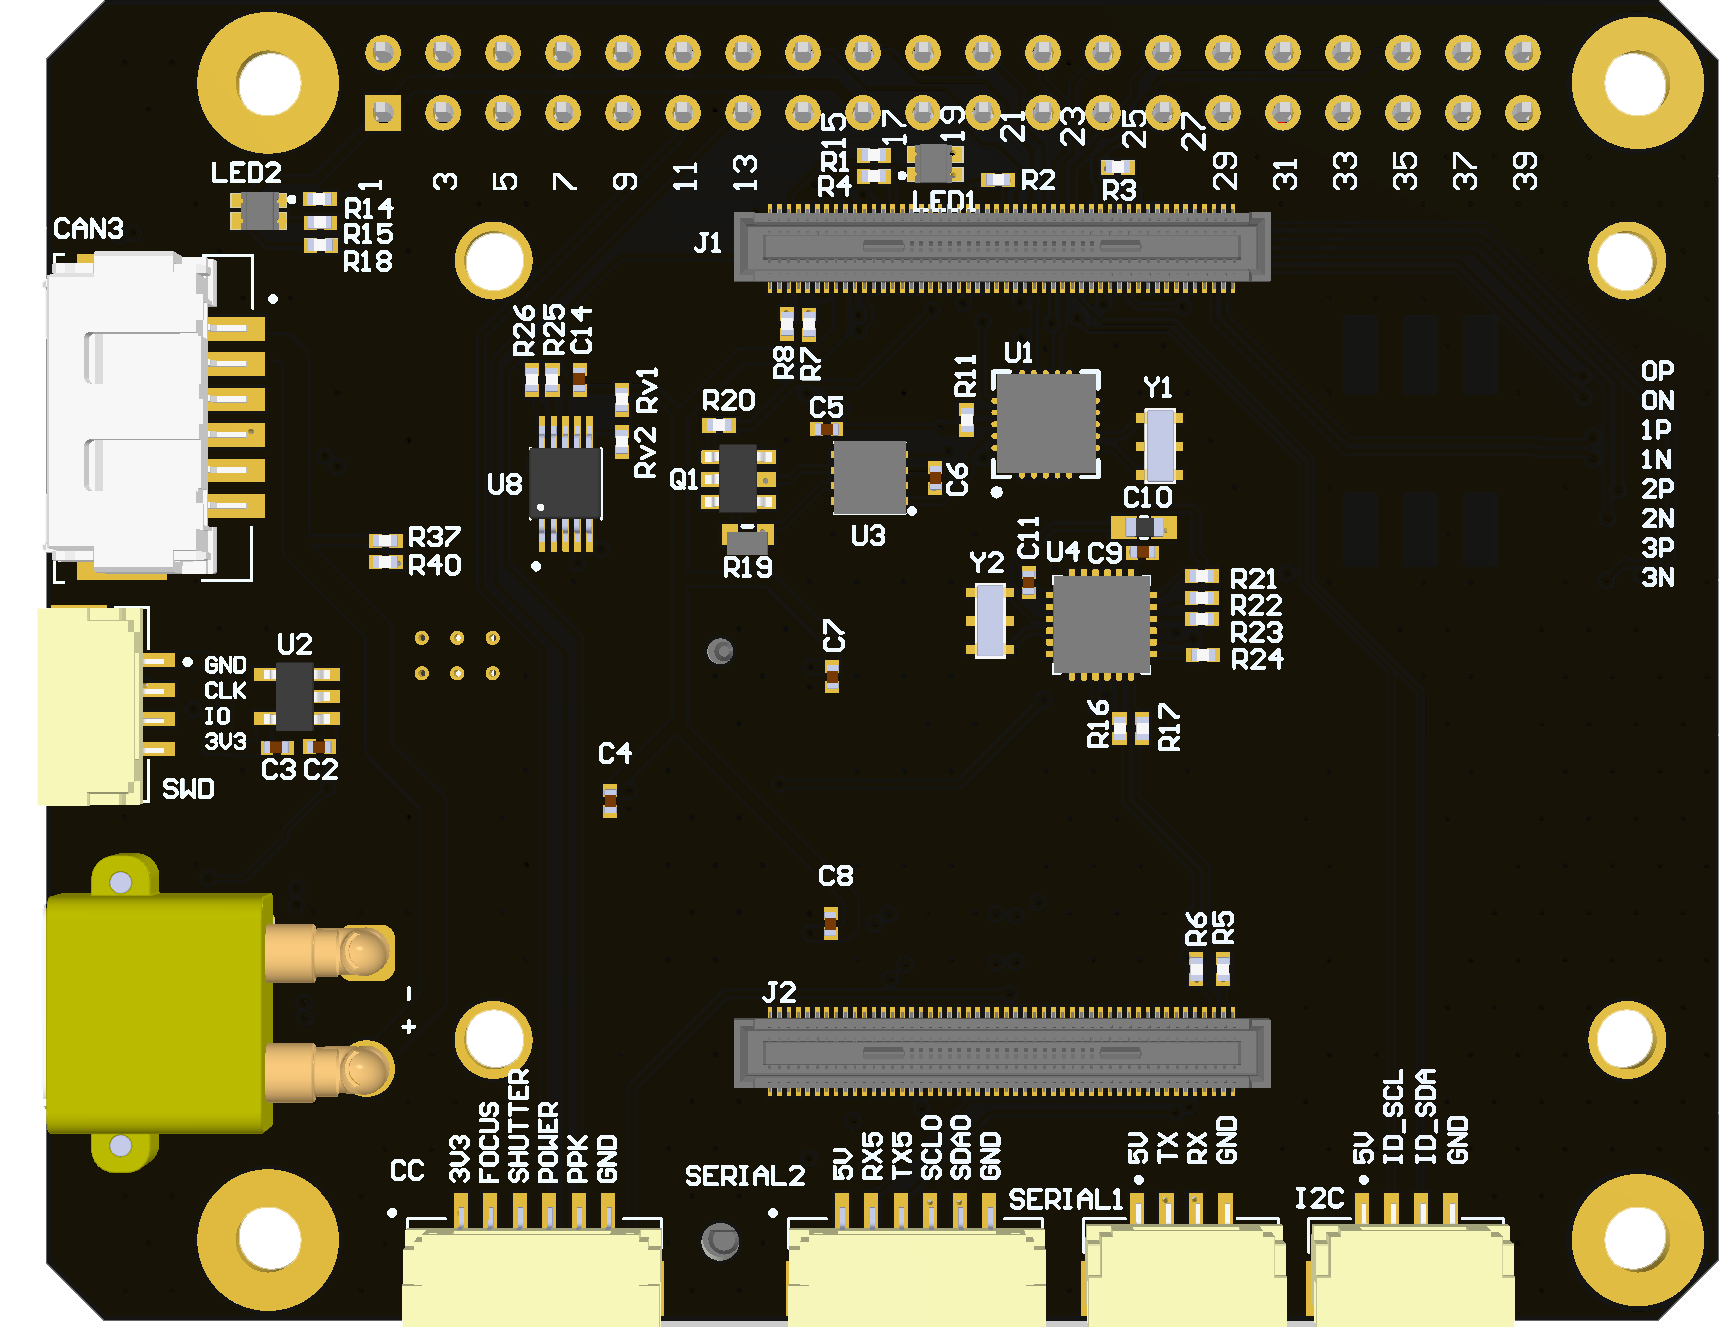 R15 17 19 21 23 25 27
LED2 1 3 5 7 9 11 13 R1 R4 LED1 R2 R3 29 31 33 35 37 39
R14
R15
R18
CAN3
J1
R26 R25 C14 Rv1
Rv2
R8 R7
R20 C5 R11 U1 Y1
U8 Q1 C6 C10
R19 U3
R37
R40
Y2 C11 U4 C9
R21
R22
R23
R24
0P
0N
1P
1N
2P
2N
3P
3N
U2
GND
CLK
IO
3V3
C3 C2
SWD
C7
R16 R17
C4
C8
R6 R5
-
+
J2
CC 3V3 FOCUS SHUTTER POWER PPK GND
SERIAL2 5V RX5 TX5 SCL0 SDA0 GND
SERIAL1 5V TX RX GND
I2C 5V ID_SCL ID_SDA GND